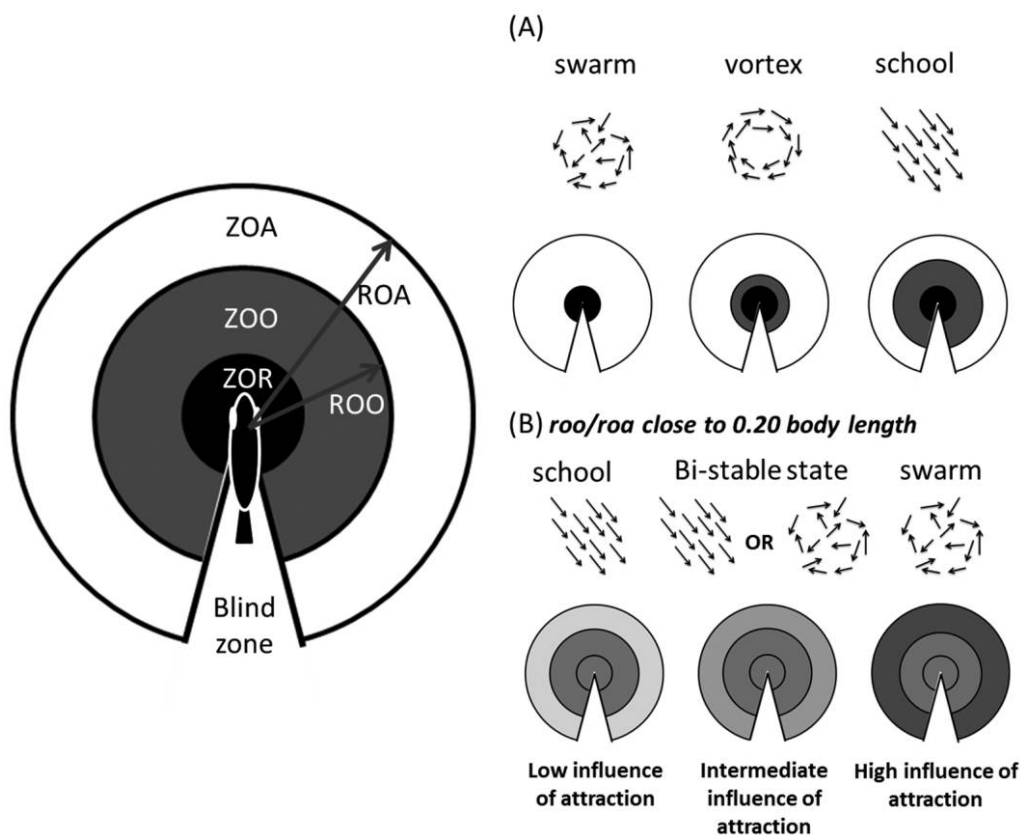 ZOA
ROA
ZOO
ZOR
ROO
Blind
zone
(A)
swarm vortex school
(B) roo/roa close to 0.20 body length
school Bi-stable state swarm
OR
Low influence
of attraction
Intermediate
influence of
attraction
High influence of
attraction